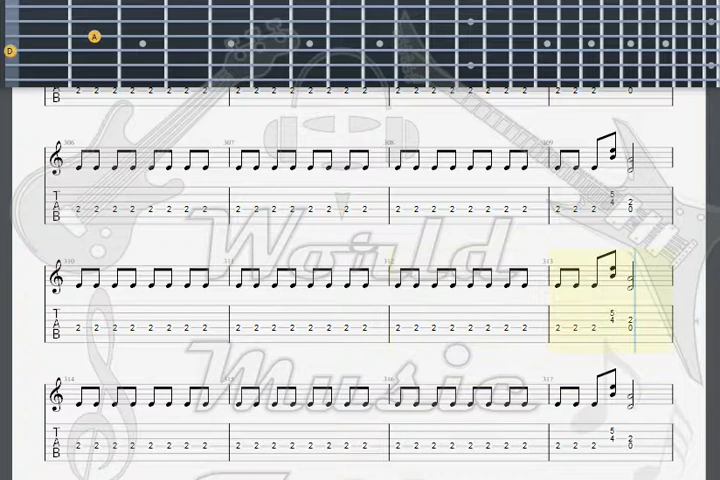 D A
2 2 2 2 2 2 2 2 2 2 2 2 2 2 2 2 2 2 2 2 2 2 2 2 2 2 2 0
306 307 308 309
T 5
A 4 2
B 2 2 2 2 2 2 2 2 2 2 2 2 2 2 2 2 2 2 2 2 2 2 2 2 2 2 2 0
World
310 311 312 313
T 5
A 4 2
B 2 2 2 2 2 2 2 2 2 2 2 2 2 2 2 2 2 2 2 2 2 2 2 2 2 2 2 0
Music
314 315 316 317
T 5
A 4 2
B 2 2 2 2 2 2 2 2 2 2 2 2 2 2 2 2 2 2 2 2 2 2 2 2 2 2 2 0